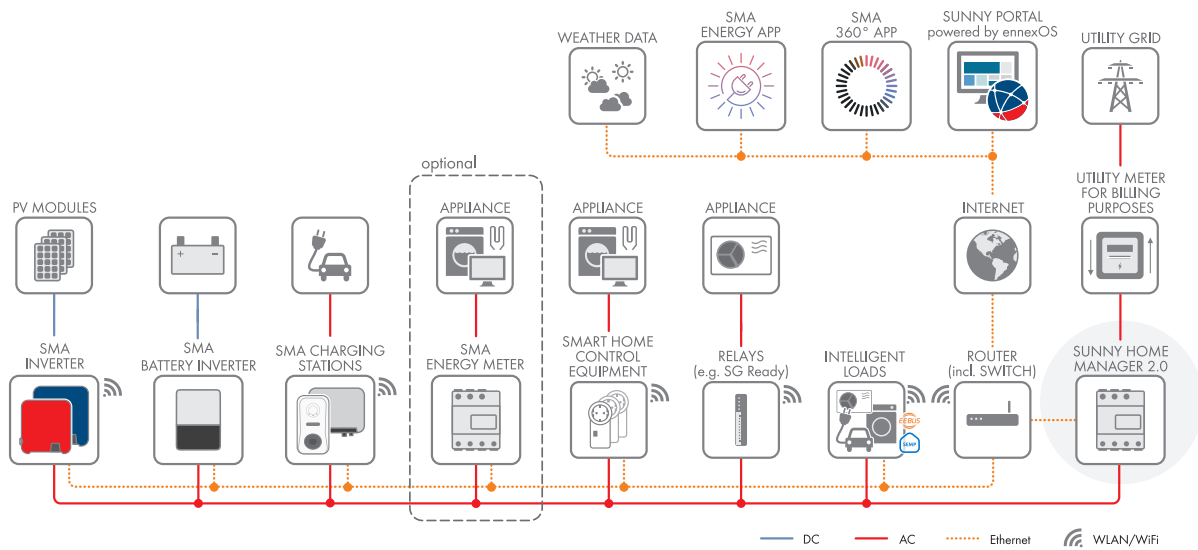 WEATHER DATA
SMA
ENERGY APP
SMA
360° APP
SUNNY PORTAL
powered by ennexOS
UTILITY GRID
optional
PV MODULES
APPLIANCE
APPLIANCE
APPLIANCE
INTERNET
UTILITY METER
FOR BILLING
PURPOSES
+ -
SMA
INVERTER
SMA
BATTERY INVERTER
SMA CHARGING
STATIONS
SMA
ENERGY METER
SMART HOME
CONTROL
EQUIPMENT
RELAYS
(e.g. SG Ready)
INTELLIGENT
LOADS
EEBUS
SEMP
ROUTER
(incl. SWITCH)
SUNNY HOME
MANAGER 2.0
DC
AC
Ethernet
WLAN/WiFi